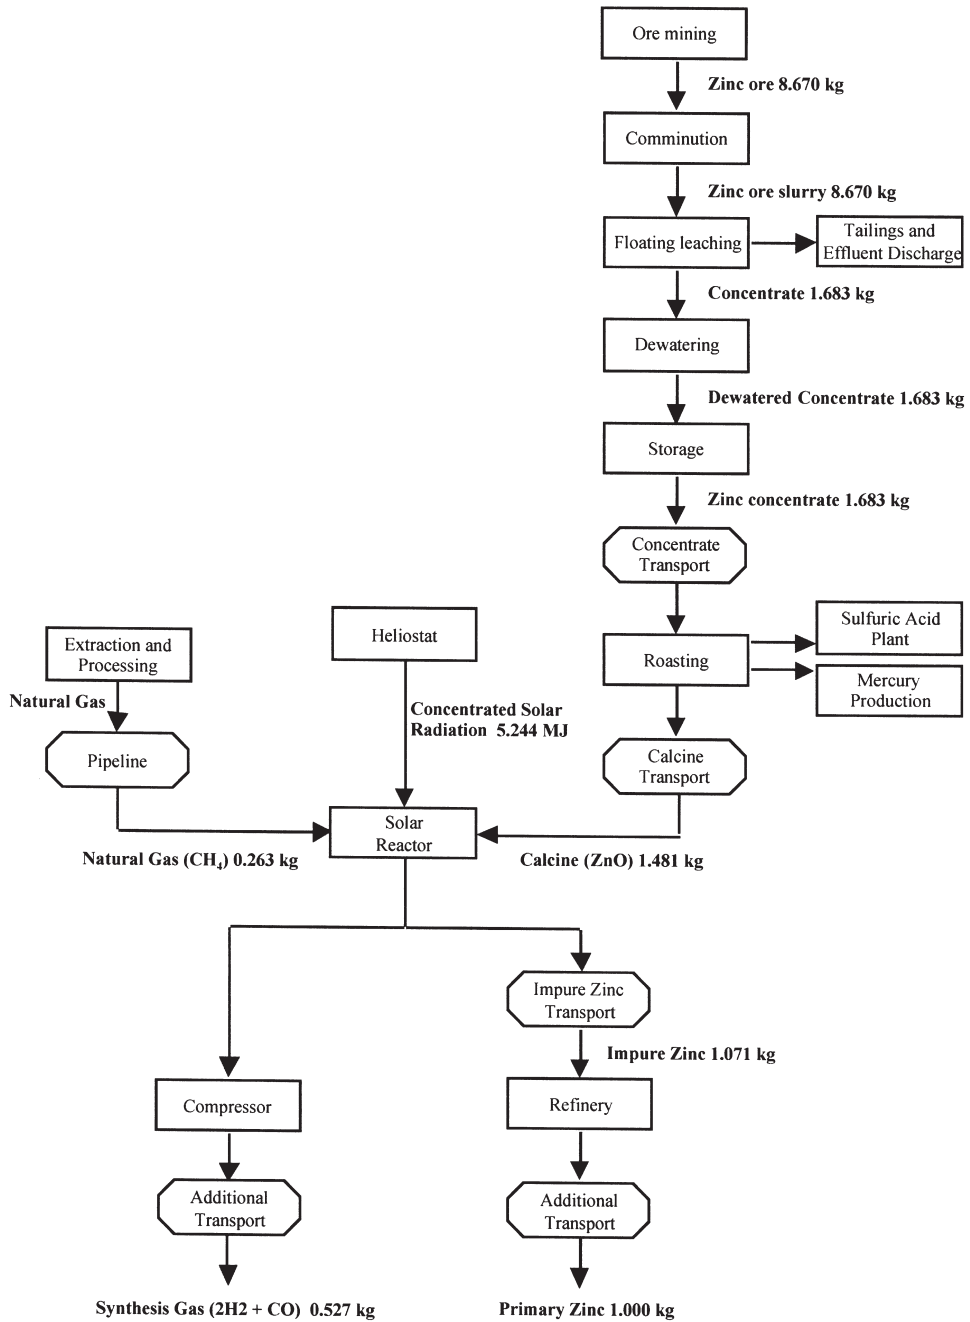 Ore mining
Zinc ore 8.670 kg
Comminution
Zinc ore slurry 8.670 kg
Floating leaching
Tailings and
Effluent Discharge
Concentrate 1.683 kg
Dewatering
Dewatered Concentrate 1.683 kg
Storage
Zinc concentrate 1.683 kg
Concentrate
Transport
Roasting
Sulfuric Acid
Plant
Mercury
Production
Calcine
Transport
Calcine (ZnO) 1.481 kg
Heliostat
Concentrated Solar
Radiation 5.244 MJ
Extraction and
Processing
Natural Gas
Pipeline
Natural Gas (CH4) 0.263 kg
Solar
Reactor
Impure Zinc
Transport
Impure Zinc 1.071 kg
Compressor
Refinery
Additional
Transport
Additional
Transport
Synthesis Gas (2H2 + CO) 0.527 kg
Primary Zinc 1.000 kg